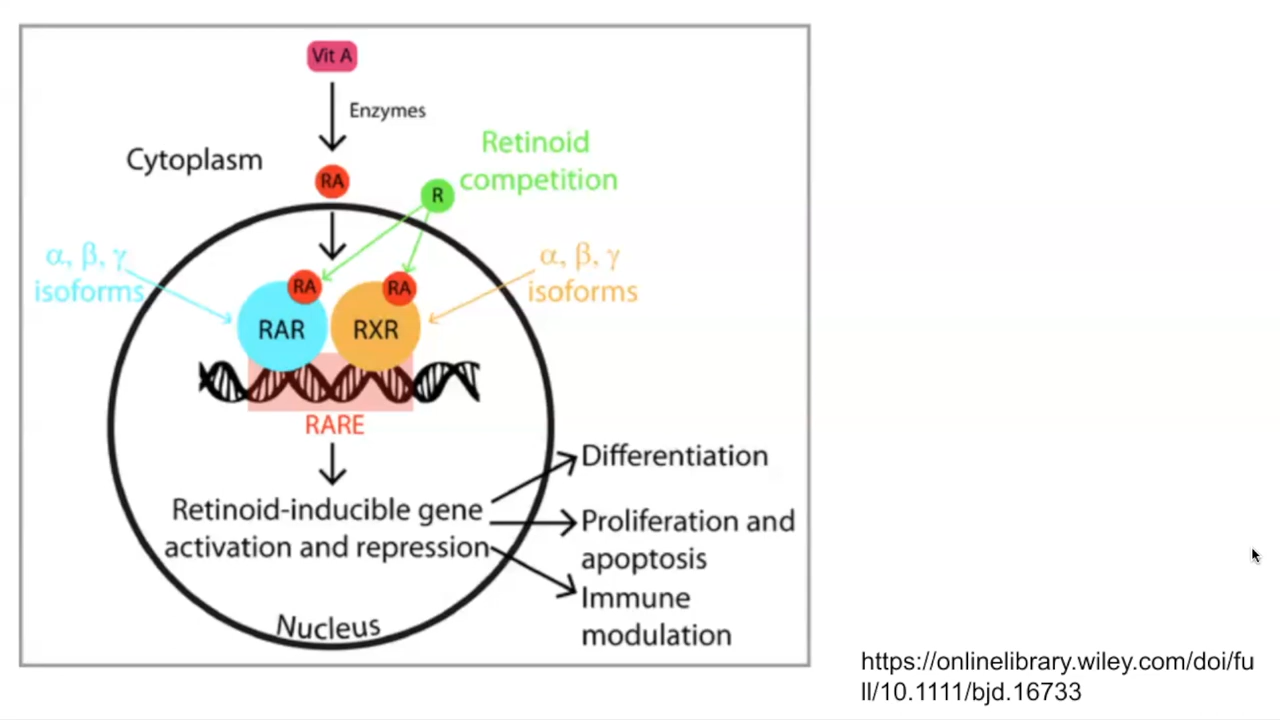 Vit A
Enzymes
Cytoplasm
Retinoid
competition
RA
R
α, β, γ
isoforms
α, β, γ
isoforms
RA
RA
RAR
RXR
RARE
Retinoid-inducible gene
activation and repression
Differentiation
Proliferation and
apoptosis
Immune
modulation
Nucleus
https://onlinelibrary.wiley.com/doi/fu
ll/10.1111/bjd.16733